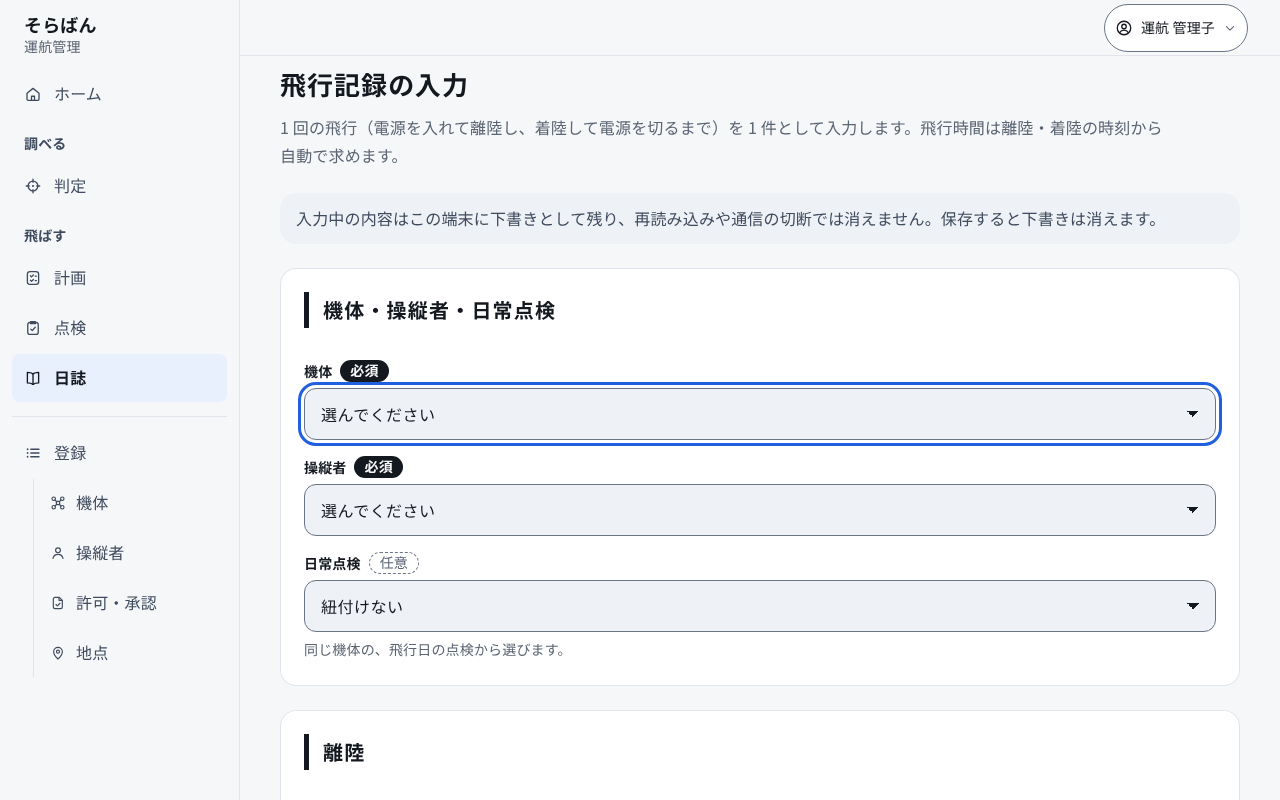 そらばん
運航管理
ホーム
調べる
判定
飛ばす
計画
点検
日誌
登録
機体
操縦者
許可・承認
地点
運航 管理子
飛行記録の入力
1 回の飛行（電源を入れて離陸し、着陸して電源を切るまで）を 1 件として入力します。飛行時間は離陸・着陸の時刻から
自動で求めます。
入力中の内容はこの端末に下書きとして残り、再読み込みや通信の切断では消えません。保存すると下書きは消えます。
機体・操縦者・日常点検
機体 必須
選んでください
操縦者 必須
選んでください
日常点検 任意
紐付けない
同じ機体の、飛行日の点検から選びます。
離陸